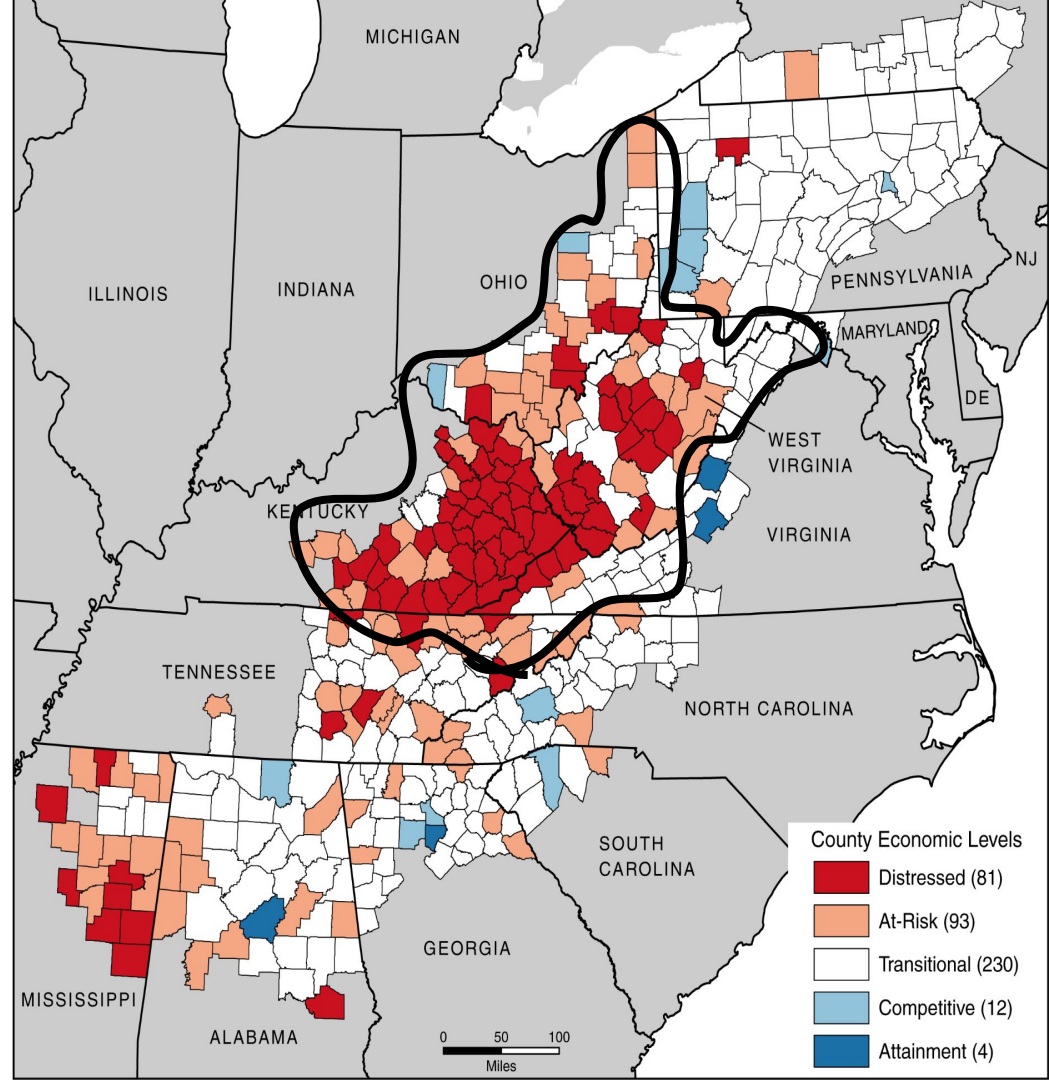 MICHIGAN
ILLINOIS
INDIANA
OHIO
PENNSYLVANIA
NJ
MARYLAND
DE
WEST
VIRGINIA
KENTUCKY
VIRGINIA
TENNESSEE
NORTH CAROLINA
SOUTH
CAROLINA
GEORGIA
MISSISSIPPI
ALABAMA
0 50 100
Miles
County Economic Levels
Distressed (81)
At-Risk (93)
Transitional (230)
Competitive (12)
Attainment (4)